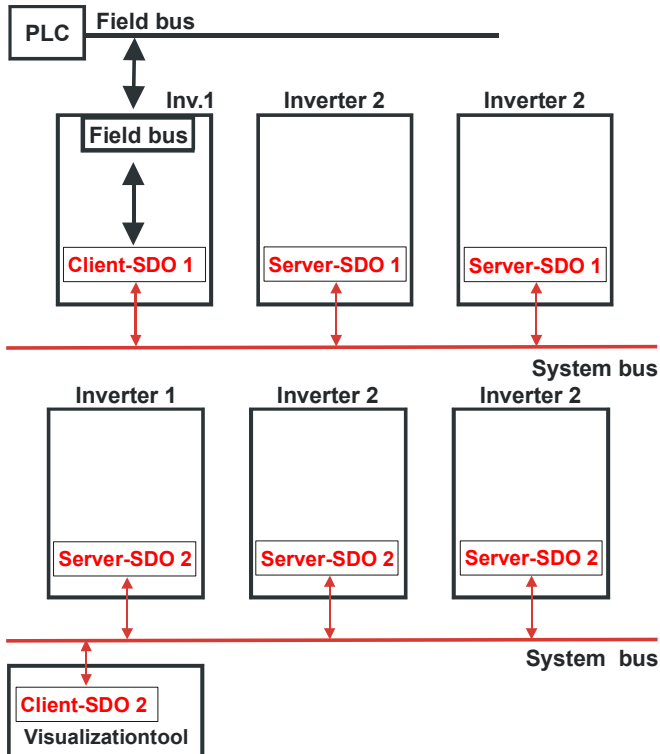 PLC
Field bus
Inv.1
Inverter 2
Inverter 2
Field bus
Client-SDO 1
Server-SDO 1
Server-SDO 1
System bus
Inverter 1
Inverter 2
Inverter 2
Server-SDO 2
Server-SDO 2
Server-SDO 2
System bus
Client-SDO 2
Visualizationtool